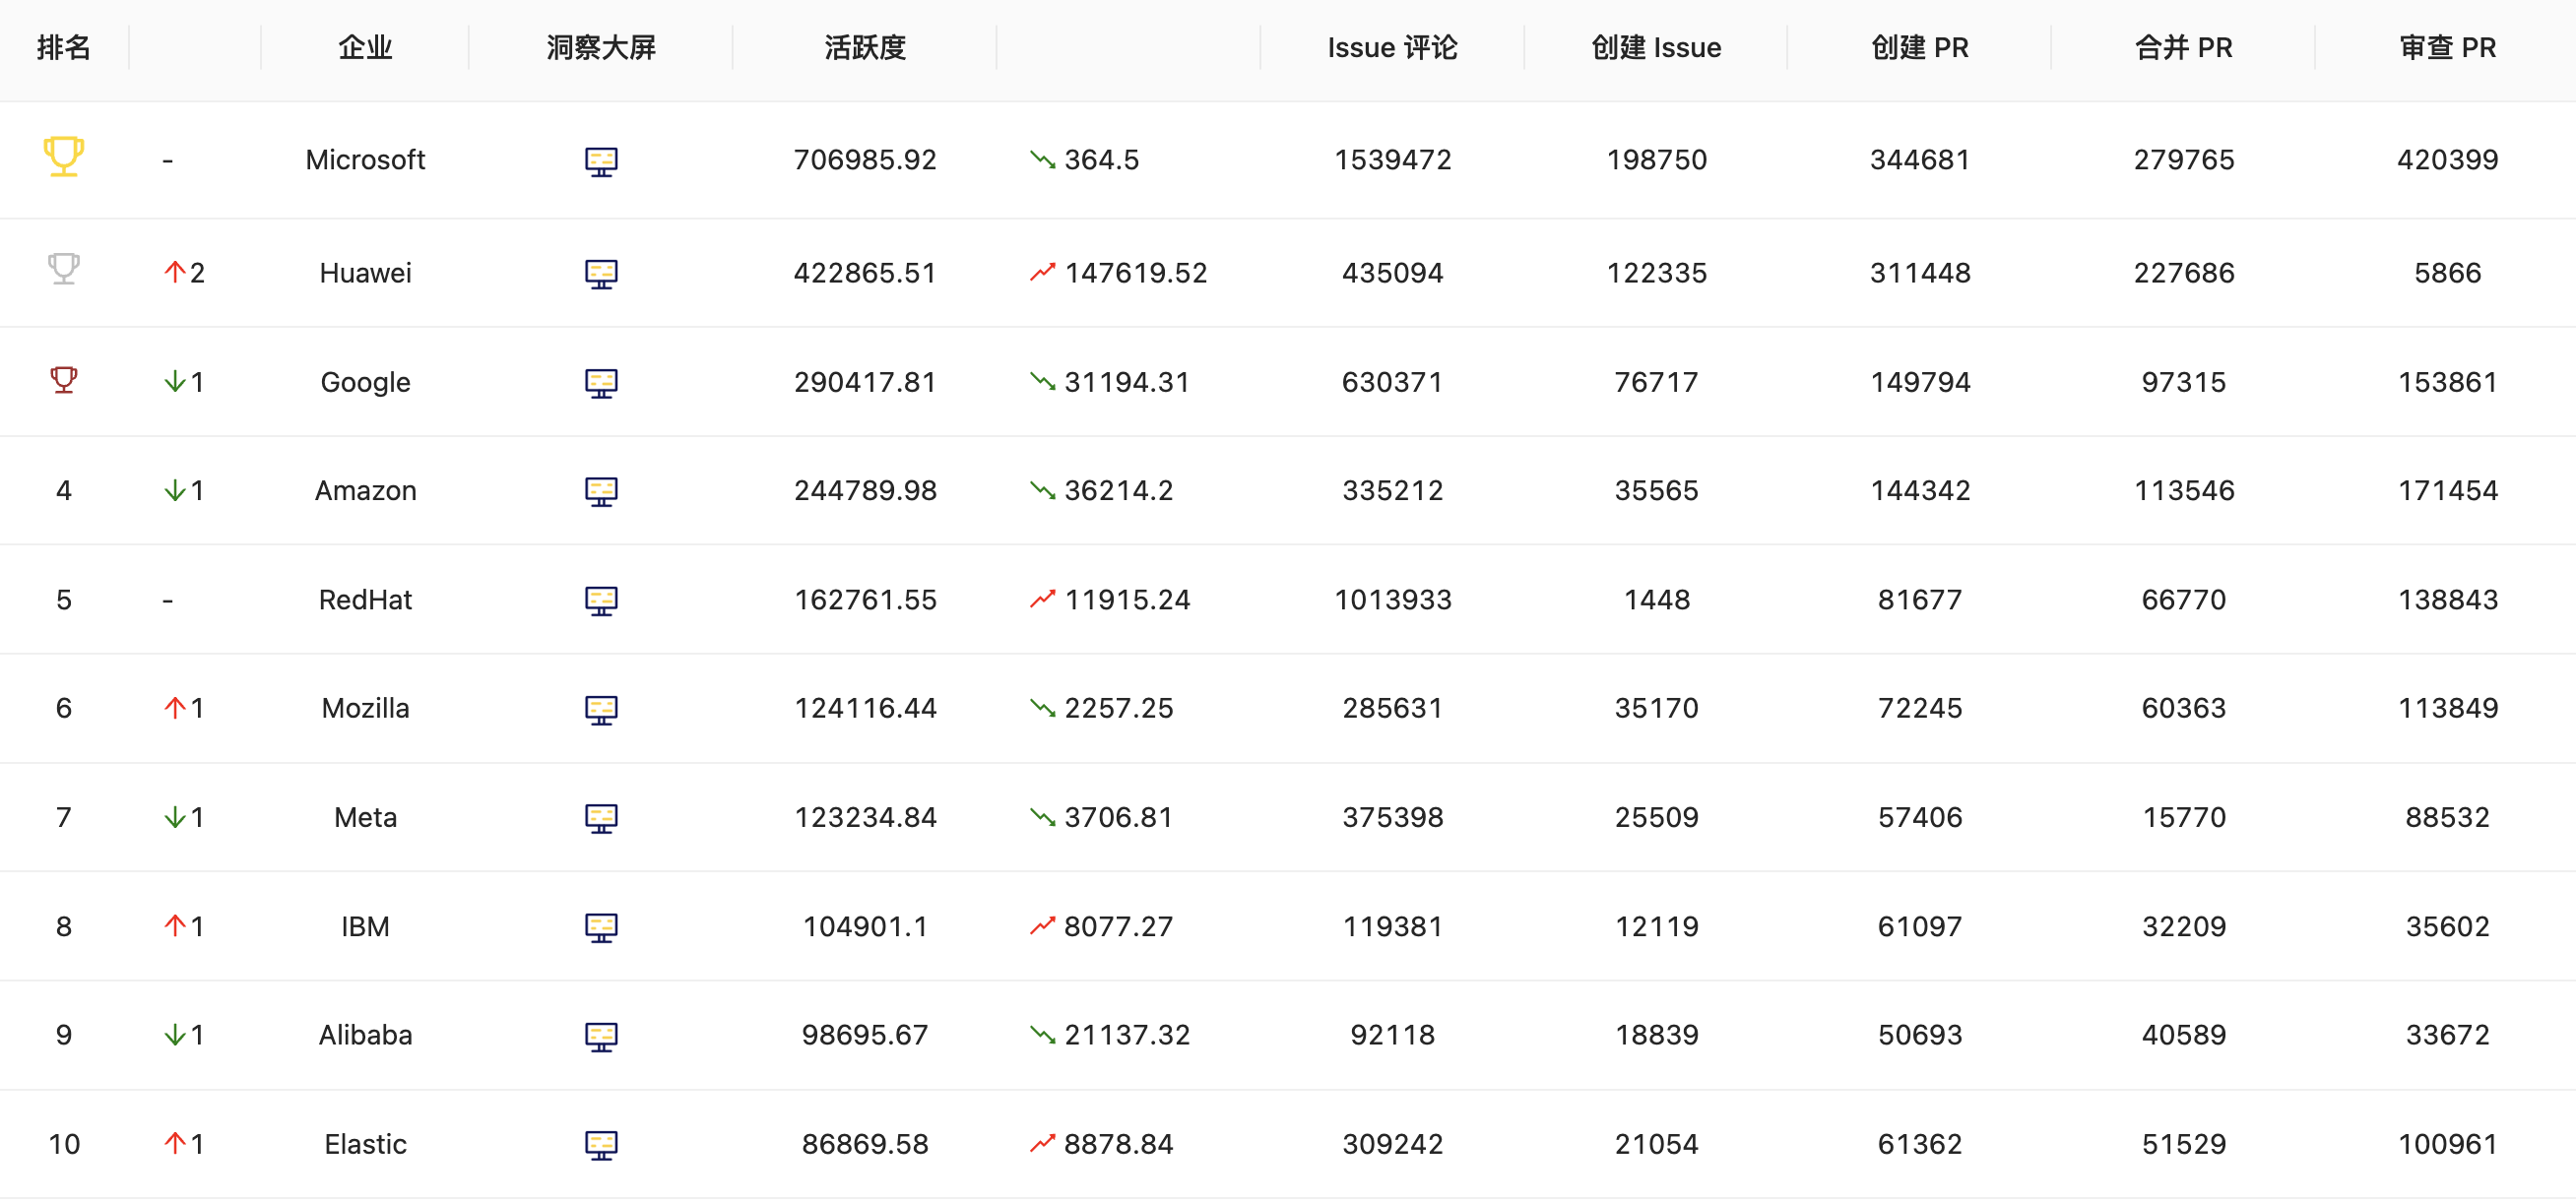 排名 企业 洞察大屏 活跃度 Issue 评论 创建 Issue 创建 PR 合并 PR 审查 PR
- Microsoft 706985.92 364.5 1539472 198750 344681 279765 420399
2 Huawei 422865.51 147619.52 435094 122335 311448 227686 5866
1 Google 290417.81 31194.31 630371 76717 149794 97315 153861
4 1 Amazon 244789.98 36214.2 335212 35565 144342 113546 171454
5 - RedHat 162761.55 11915.24 1013933 1448 81677 66770 138843
6 1 Mozilla 124116.44 2257.25 285631 35170 72245 60363 113849
7 1 Meta 123234.84 3706.81 375398 25509 57406 15770 88532
8 1 IBM 104901.1 8077.27 119381 12119 61097 32209 35602
9 1 Alibaba 98695.67 21137.32 92118 18839 50693 40589 33672
10 1 Elastic 86869.58 8878.84 309242 21054 61362 51529 100961